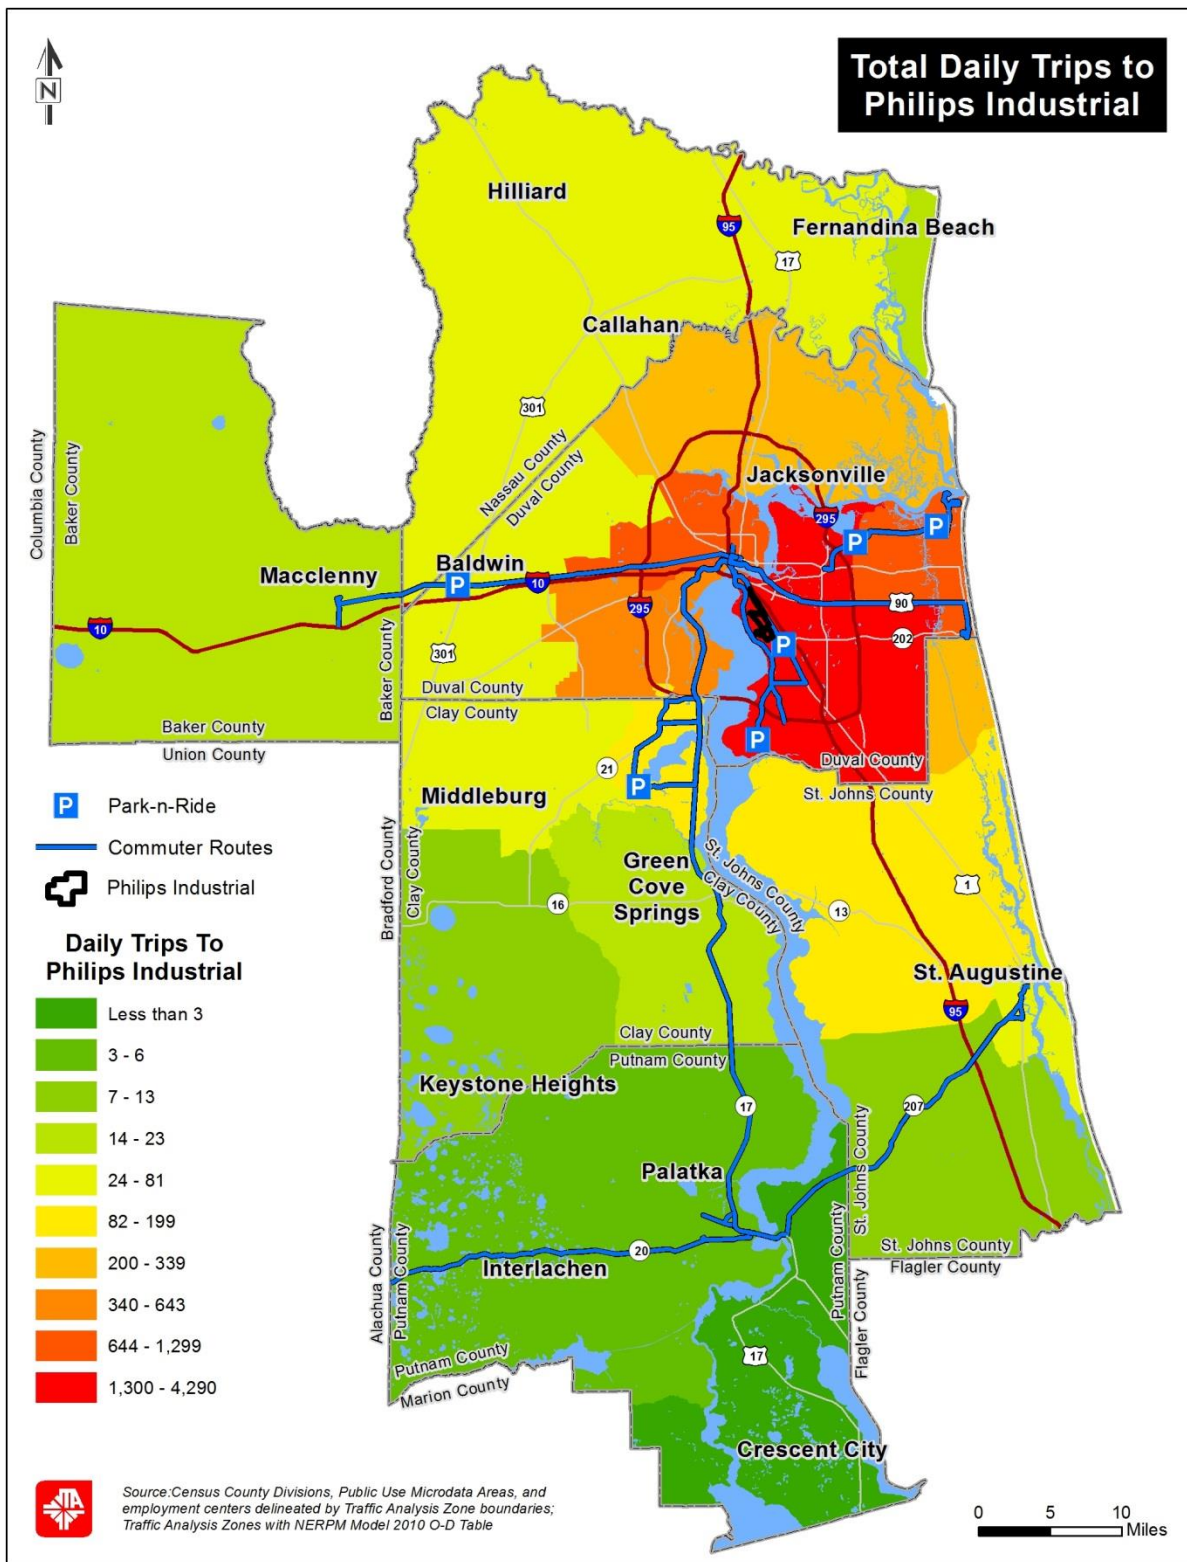 Total Daily Trips to
Philips Industrial
N
Hilliard
95
Fernandina Beach
17
Callahan
301
Columbia County
Baker County
Nassau County
Duval County
Jacksonville
295
P
P
Baldwin
Macclenny
P
10
10
295
90
202
P
301
Baker County
Duval County
Clay County
Baker County
Union County
P
Duval County
St. Johns County
21
P
Middleburg
P Park-n-Ride
Commuter Routes
Philips Industrial
Bradford County
Clay County
Green
Cove
Springs
St. Johns County
Clay County
1
16
13
St. Augustine
95
Daily Trips To
Philips Industrial
Less than 3
3 - 6
7 - 13
14 - 23
24 - 81
82 - 199
200 - 339
340 - 643
644 - 1,299
1,300 - 4,290
Clay County
Putnam County
Keystone Heights
17
207
Palatka
Putnam County
St. Johns County
20
Interlachen
St. Johns County
Flagler County
Alachua County
Putnam County
Putnam County
Flagler County
Putnam County
Marion County
17
Crescent City
JTA
Source:Census County Divisions, Public Use Microdata Areas, and
employment centers delineated by Traffic Analysis Zone boundaries;
Traffic Analysis Zones with NERPM Model 2010 O-D Table
0 5 10
Miles